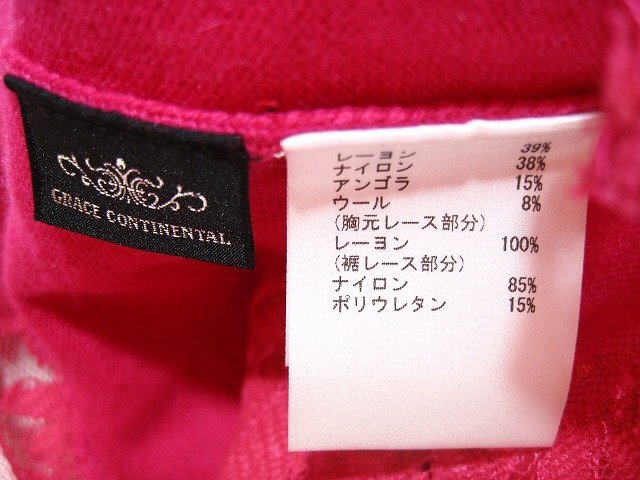 GRACE CONTINENTAL
レーヨン 39%
ナイロン 38%
アンゴラ 15%
ウール 8%
(胸元レース部分)
レーヨン 100%
(裾レース部分)
ナイロン 85%
ポリウレタン 15%